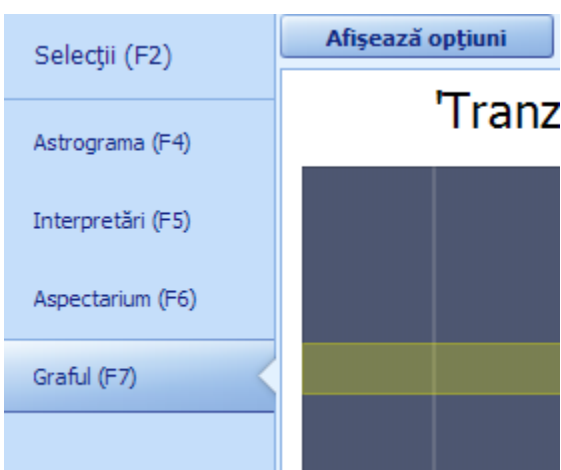 Selecţii (F2)
Afişează opţiuni
'Tranz
Astrograma (F4)
Interpretări (F5)
Aspectarium (F6)
Graful (F7)